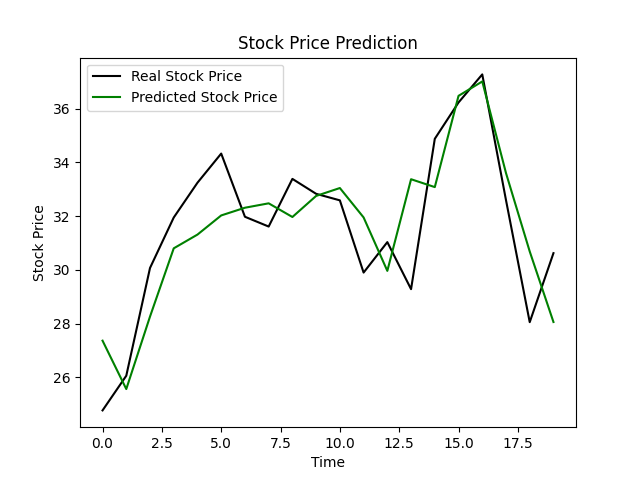 Stock Price Prediction
Real Stock Price
Predicted Stock Price
36
34
32
30
28
26
Stock Price
0.0 2.5 5.0 7.5 10.0 12.5 15.0 17.5
Time